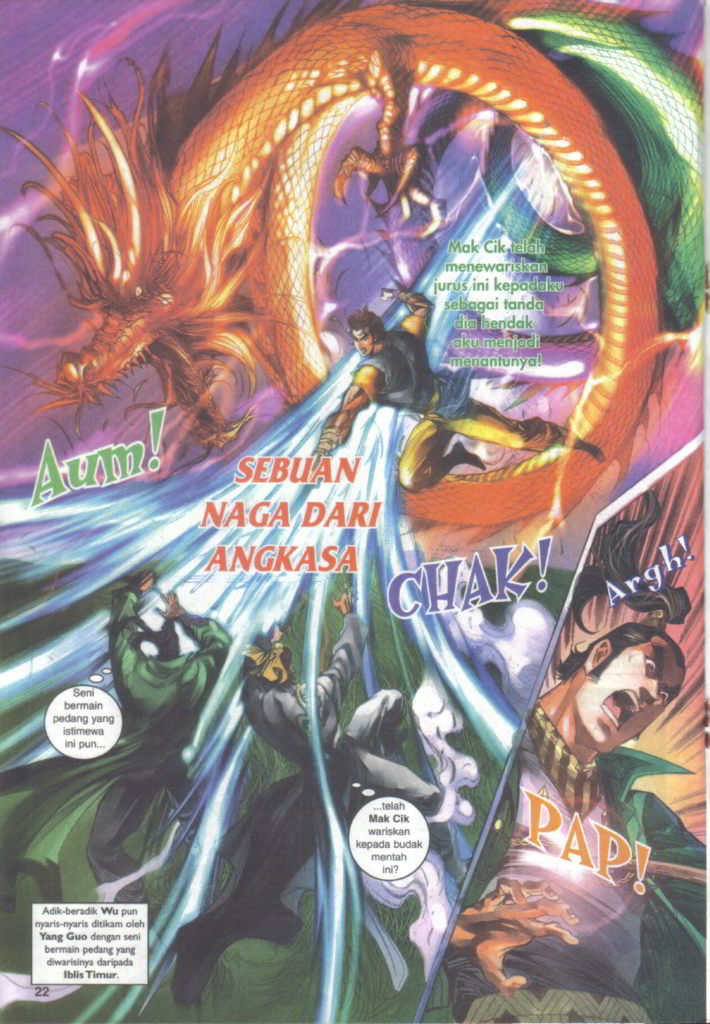 Mak Cik telah
menewariskan
jurus ini kepadaku
sebagai tanda
dia hendak
aku menjadi
menantunya!
Aum!
SEBUAN
NAGA DARI
ANGKASA
CHAK!
Argh!
Seni
bermain
pedang yang
istimewa
ini pun...
...telah
Mak Cik
wariskan
kepada budak
mentah
ini?
PAP!
Adik-beradik Wu pun
nyaris-nyaris ditikam oleh
Yang Guo dengan seni
bermain pedang yang
diwarisinya daripada
Iblis Timur.
22